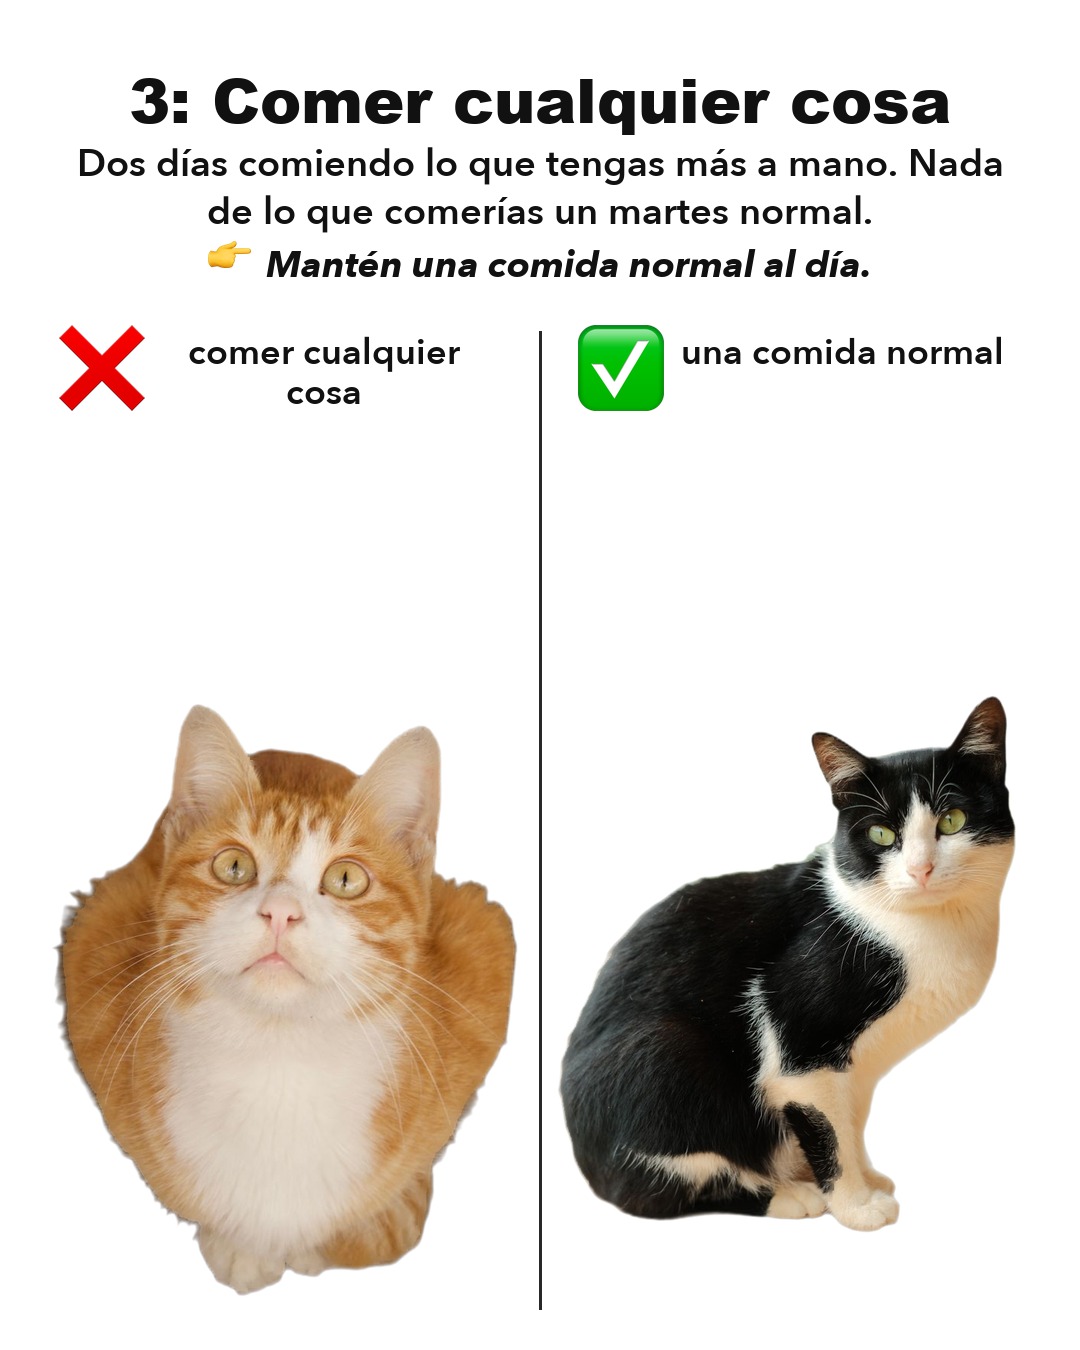 3: Comer cualquier cosa
Dos días comiendo lo que tengas más a mano. Nada
de lo que comerías un martes normal.
👉 Mantén una comida normal al día.
❌ comer cualquier
cosa
✅ una comida normal